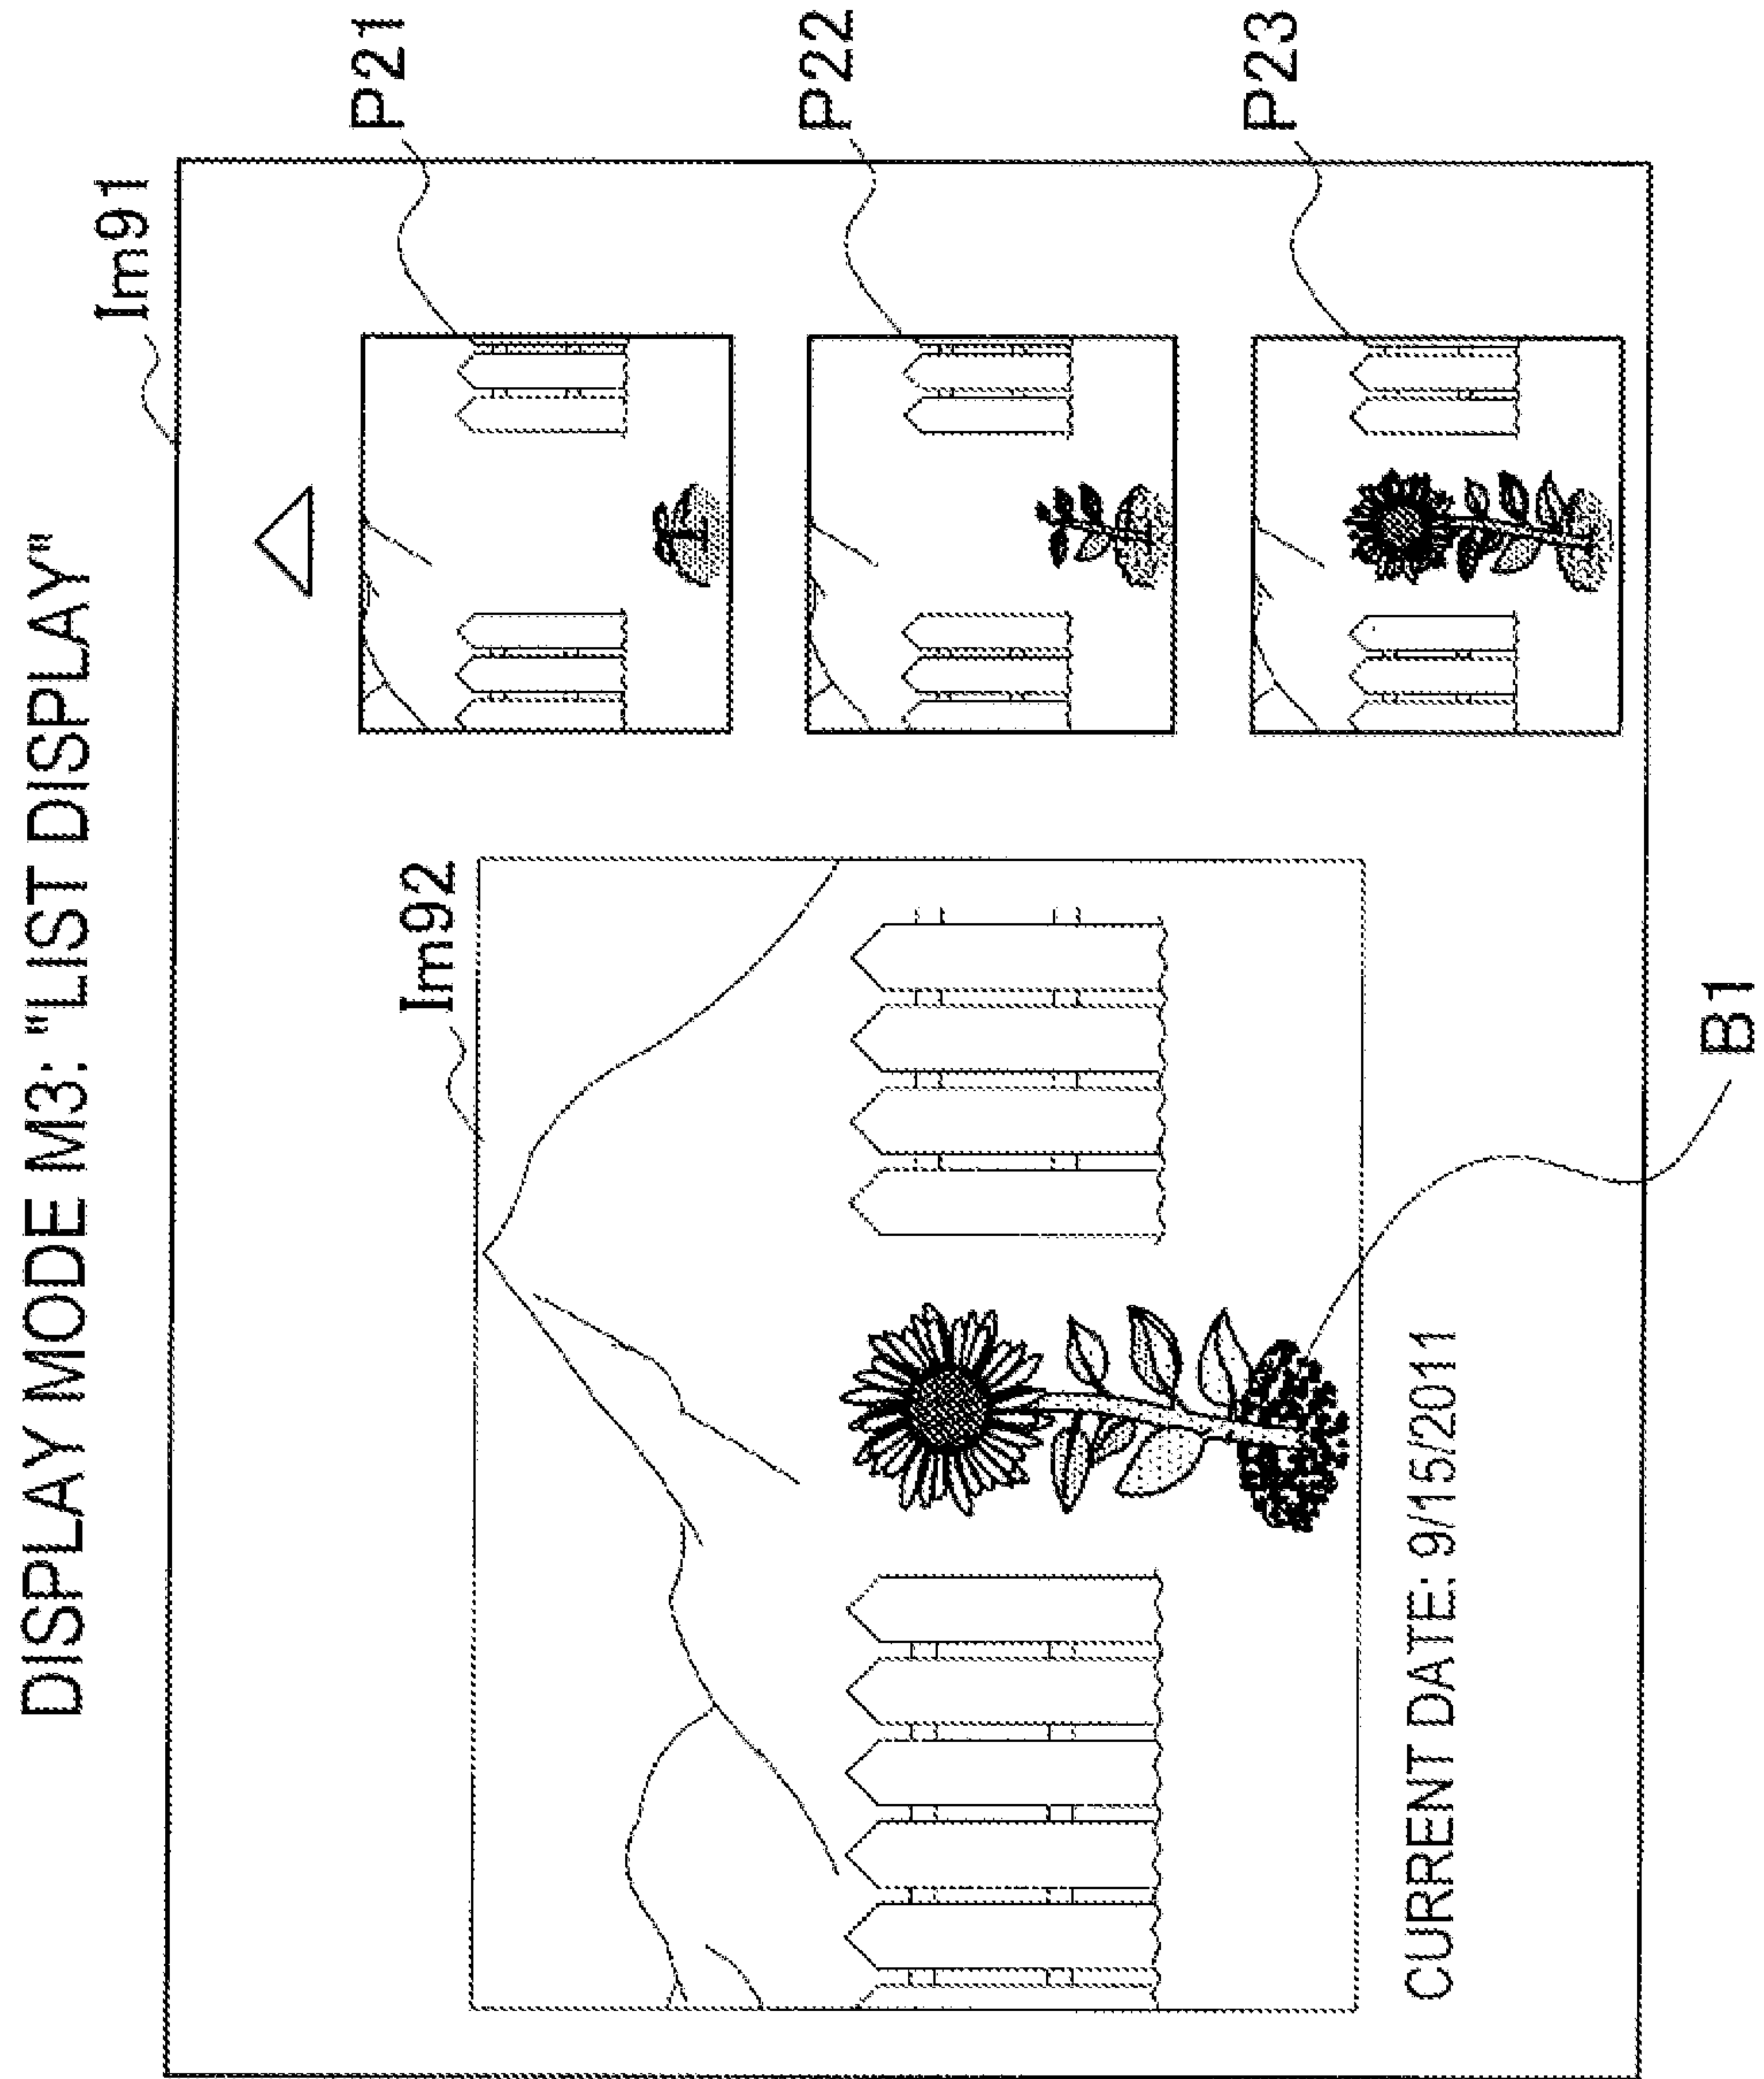 DISPLAY MODE M3: "LIST DISPLAY"
Im91
P21
Im92
P22
P23
CURRENT DATE: 9/15/2011
B1